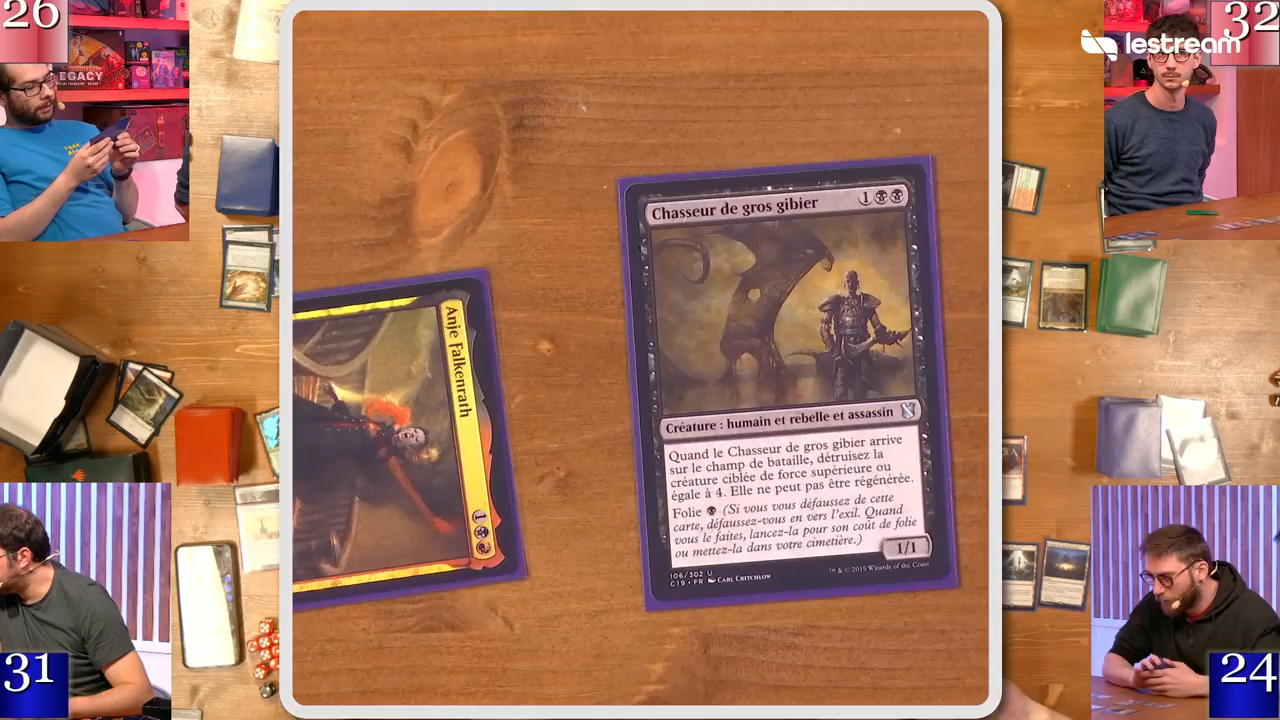 26
32
lestream
LEGACY
Chasseur de gros gibier 1
Anje Falkenrath
1
Créature : humain et rebelle et assassin
Quand le Chasseur de gros gibier arrive
sur le champ de bataille, détruisez la
créature ciblée de force supérieure ou
égale à 4. Elle ne peut pas être régénérée.
Folie (Si vous vous défaussez de cette
carte, défaussez-vous-en vers l'exil. Quand
vous le faites, lancez-la pour son coût de folie
ou mettez-la dans votre cimetière.)
1/1
106/302 U
C19 • FR Carl Critchlow
™ & © 2019 Wizards of the Coast
31
24